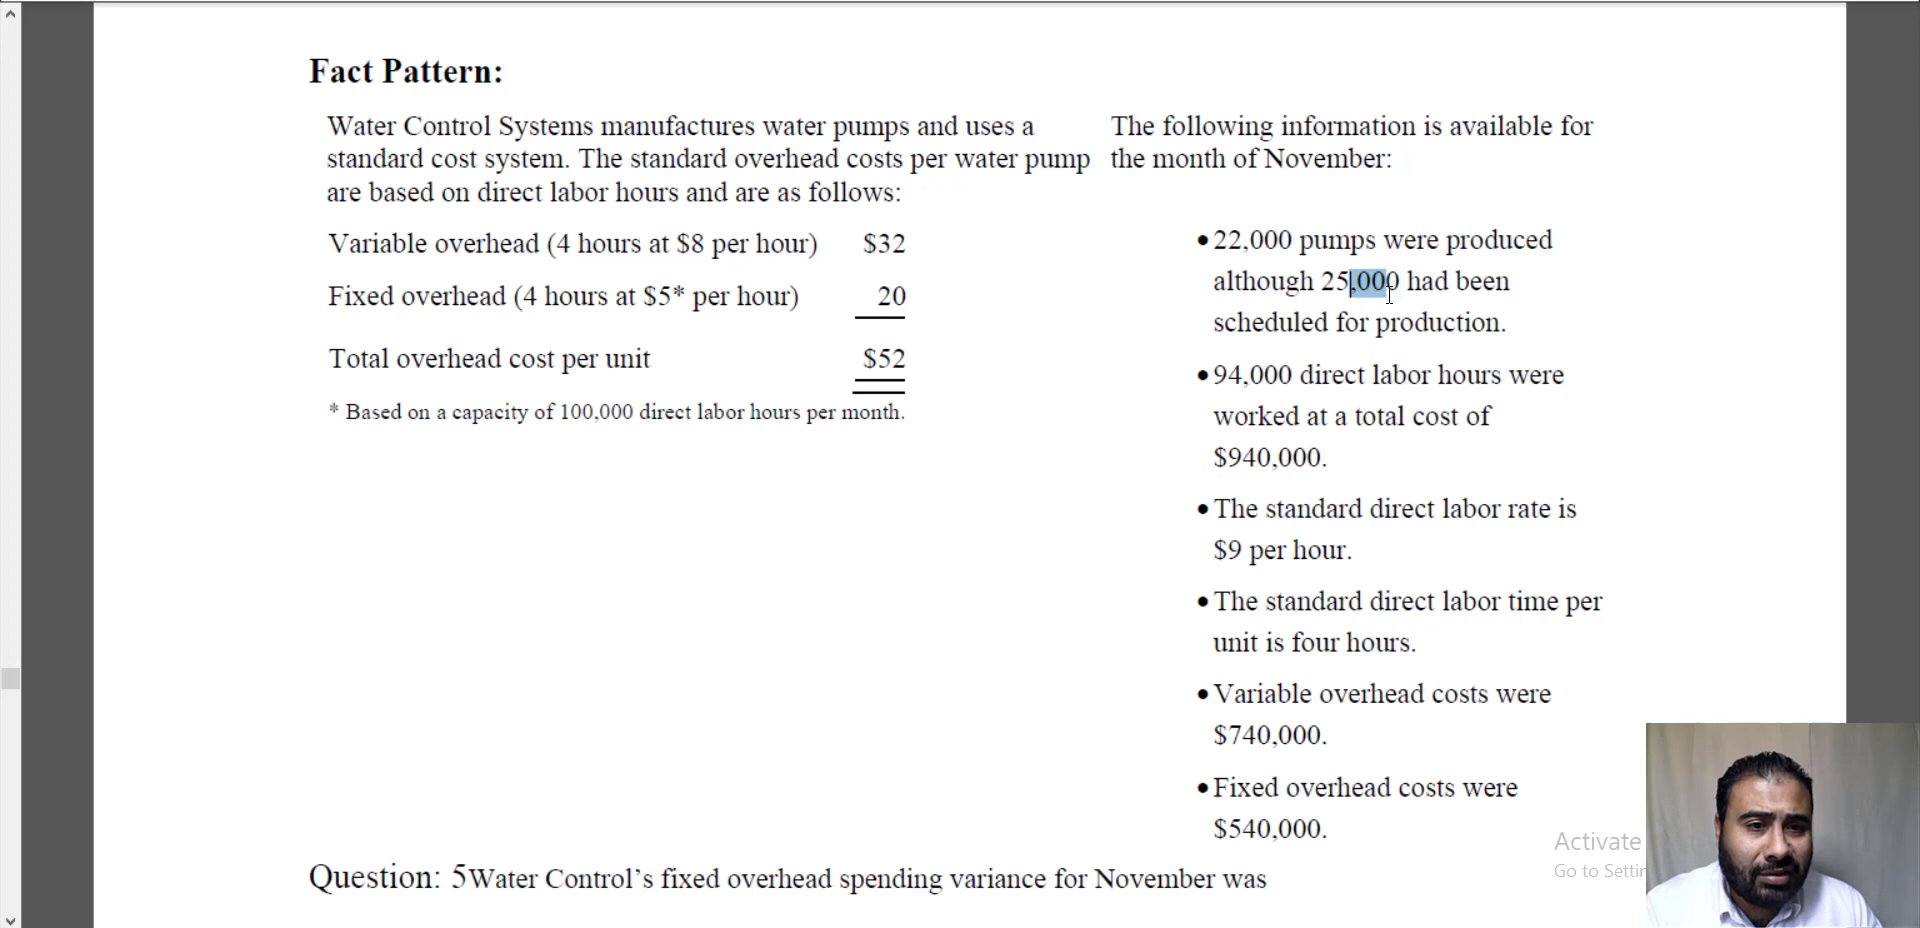 Fact Pattern:
Water Control Systems manufactures water pumps and uses a
standard cost system. The standard overhead costs per water pump
are based on direct labor hours and are as follows:
Variable overhead (4 hours at $8 per hour) $32
Fixed overhead (4 hours at $5* per hour) 20
Total overhead cost per unit $52
* Based on a capacity of 100,000 direct labor hours per month.
The following information is available for
the month of November:
•22,000 pumps were produced
although 25,000 had been
scheduled for production.
•94,000 direct labor hours were
worked at a total cost of
$940,000.
•The standard direct labor rate is
$9 per hour.
•The standard direct labor time per
unit is four hours.
•Variable overhead costs were
$740,000.
•Fixed overhead costs were
$540,000.
Question: 5Water Control's fixed overhead spending variance for November was
Activate
Go to